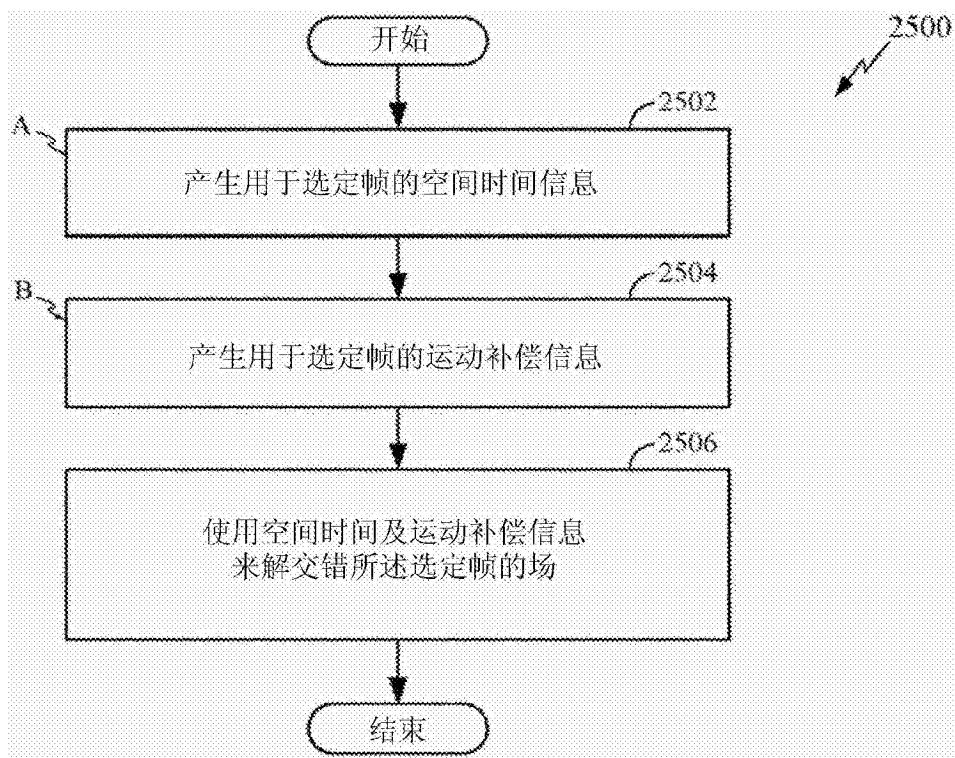 开始
2500
2502
A
产生用于选定帧的空间时间信息
2504
B
产生用于选定帧的运动补偿信息
2506
使用空间时间及运动补偿信息
来解交错所述选定帧的场
结束